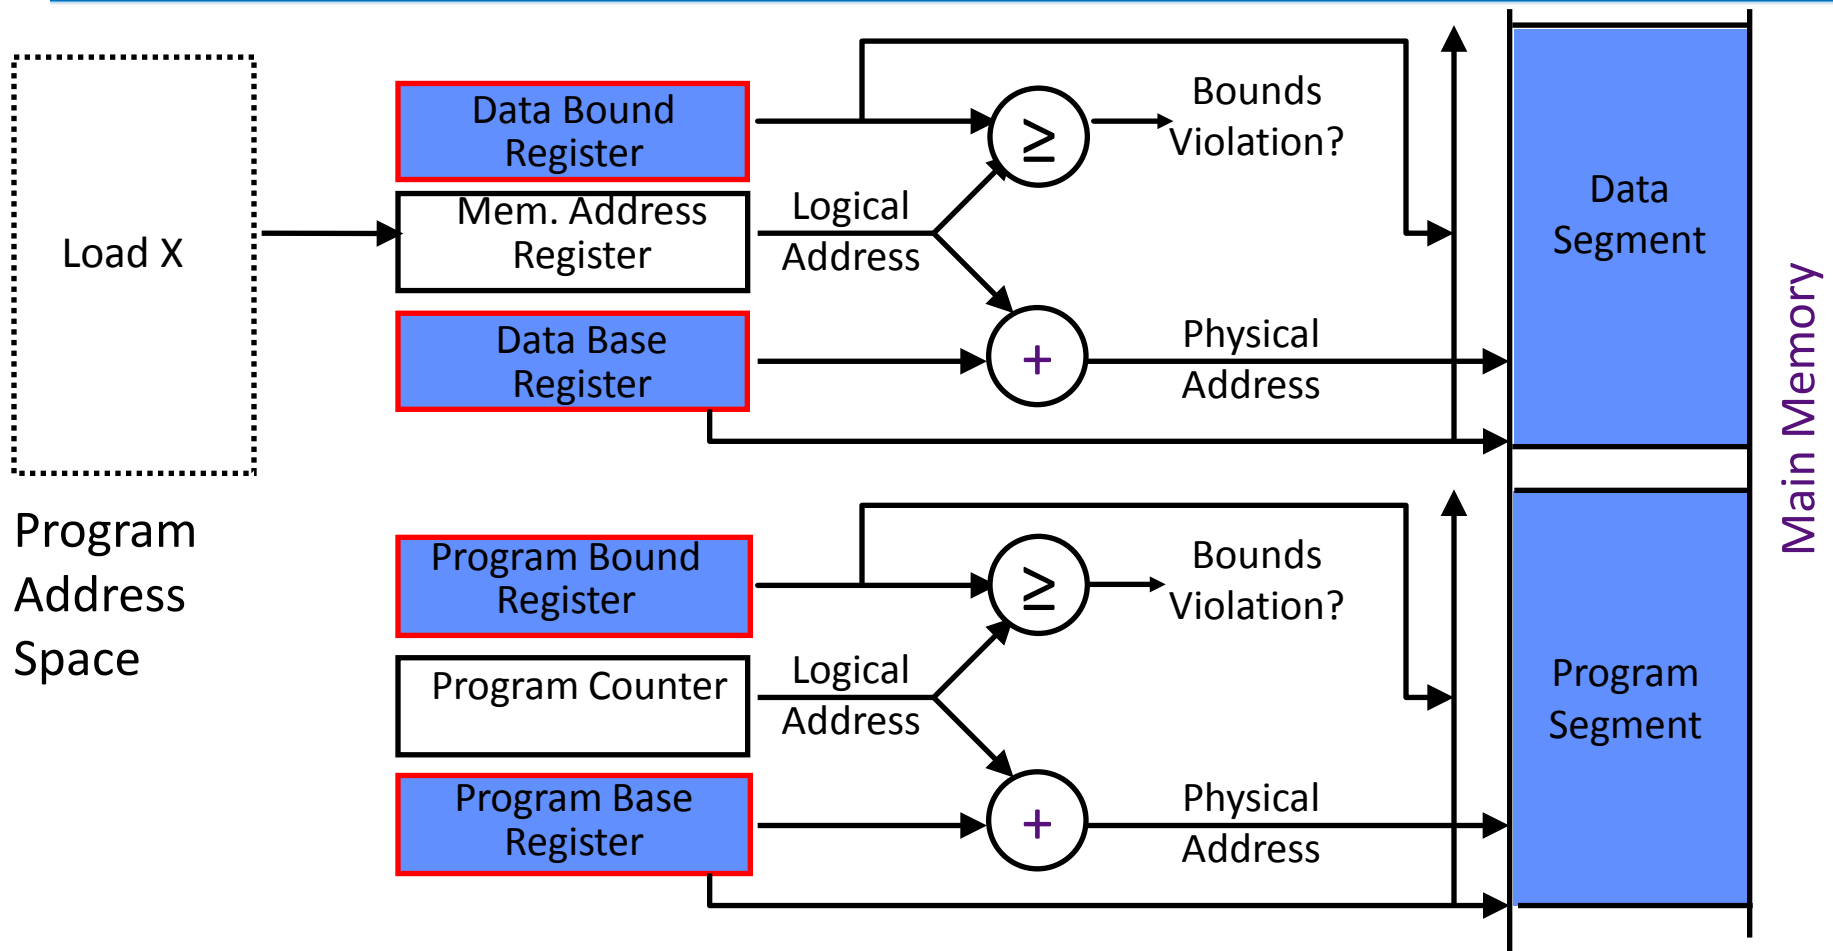 Data Bound
Register
≥
Bounds
Violation?
Load X
Mem. Address
Register
Logical
Address
Data Base
Register
+
Physical
Address
Data
Segment
Main Memory
Program
Address
Space
Program Bound
Register
≥
Bounds
Violation?
Program Counter
Logical
Address
Program Base
Register
+
Physical
Address
Program
Segment